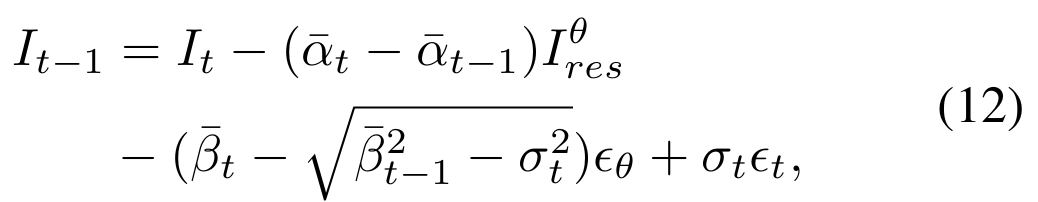 I_{t-1} = I_t - (\bar{\alpha}_t - \bar{\alpha}_{t-1}) I_{res}^{\theta}
- (\bar{\beta}_t - \sqrt{\bar{\beta}_{t-1}^2 - \sigma_t^2}) \epsilon_{\theta} + \sigma_t \epsilon_t,
(12)